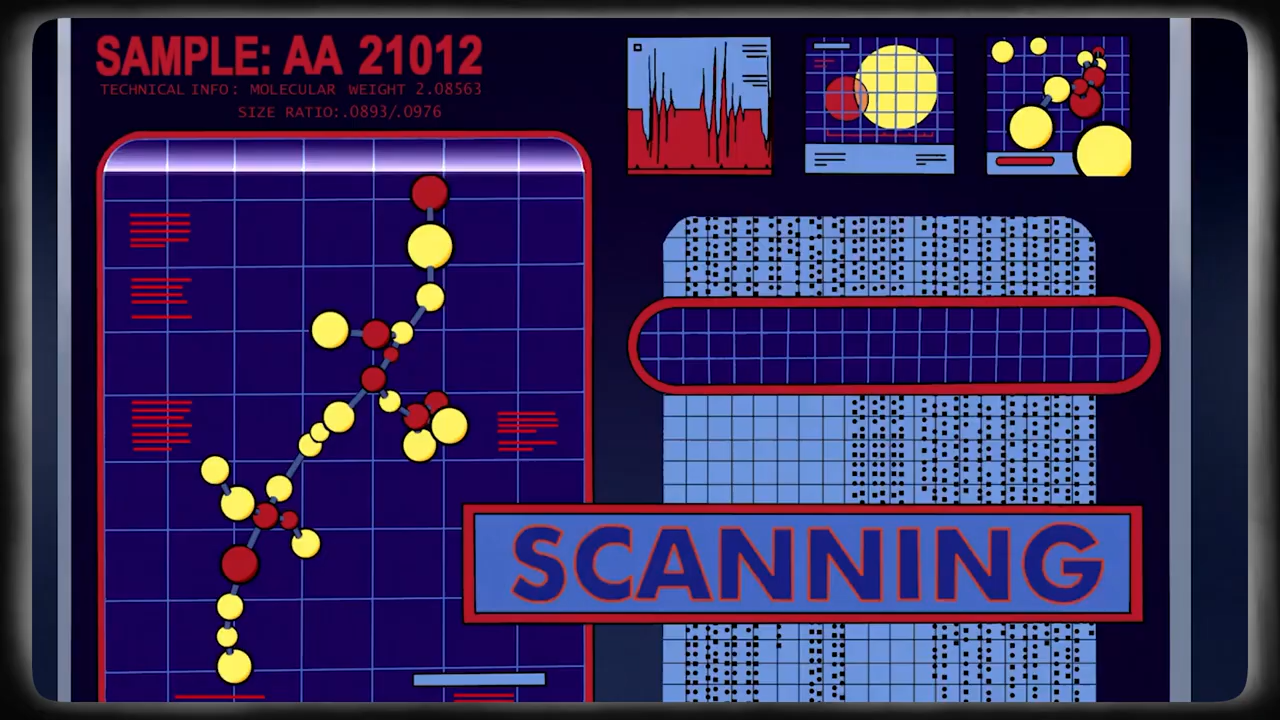 SAMPLE: AA 21012
TECHNICAL INFO: MOLECULAR WEIGHT 2.08563
SIZE RATIO:.0893/.0976
SCANNING